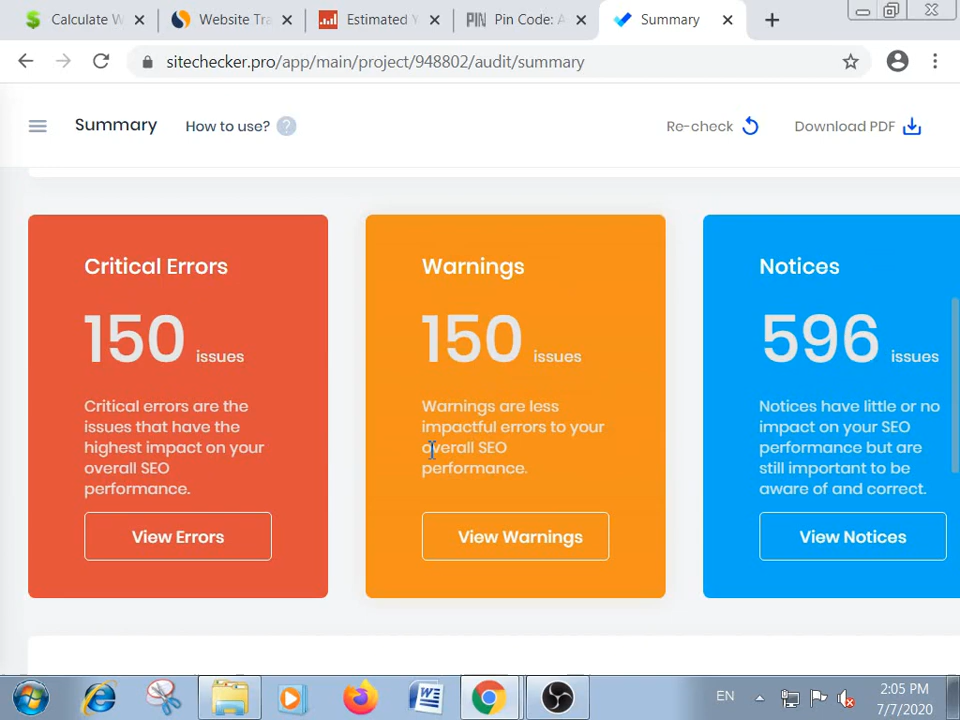 Calculate W
Website Tra
Estimated Y
PIN
Pin Code: A
Summary
sitechecker.pro/app/main/project/948802/audit/summary
Summary
How to use? ?
Re-check
Download PDF
Critical Errors
150 issues
Critical errors are the
issues that have the
highest impact on your
overall SEO
performance.
View Errors
Warnings
150 issues
Warnings are less
impactful errors to your
overall SEO
performance.
View Warnings
Notices
596 issues
Notices have little or no
impact on your SEO
performance but are
still important to be
aware of and correct.
View Notices
EN
2:05 PM
7/7/2020